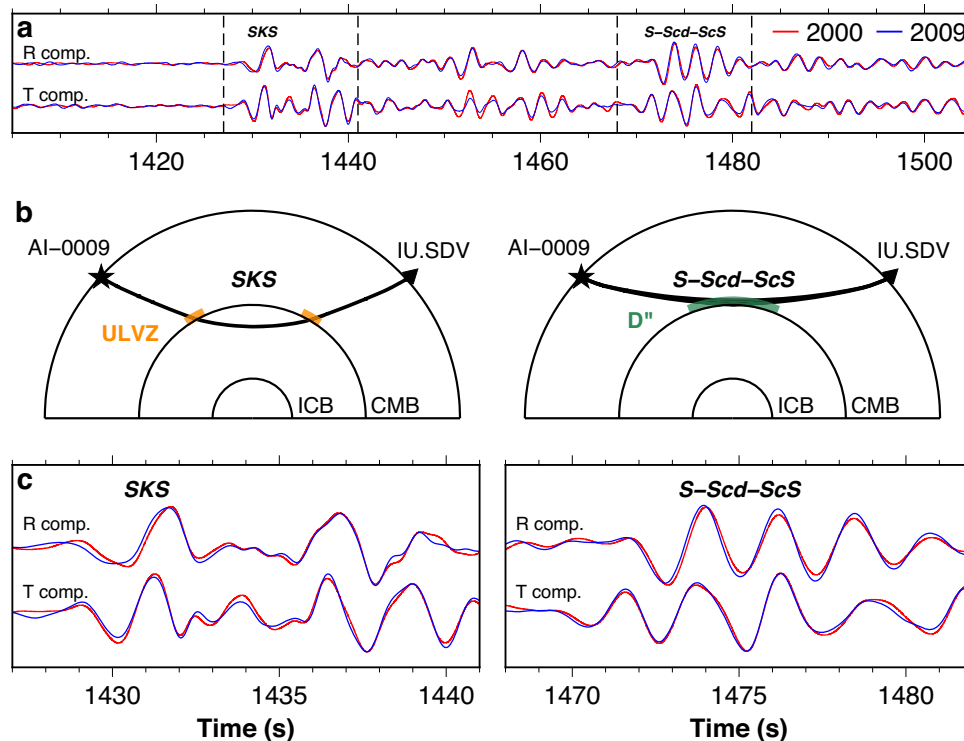 a
SKS
S–Scd–ScS
2000
2009
R comp.
T comp.
1420
1440
1460
1480
1500
b
AI–0009
IU.SDV
SKS
ULVZ
ICB
CMB
AI–0009
IU.SDV
S–Scd–ScS
D"
ICB
CMB
c
SKS
R comp.
T comp.
1430
1435
1440
Time (s)
S–Scd–ScS
R comp.
T comp.
1470
1475
1480
Time (s)